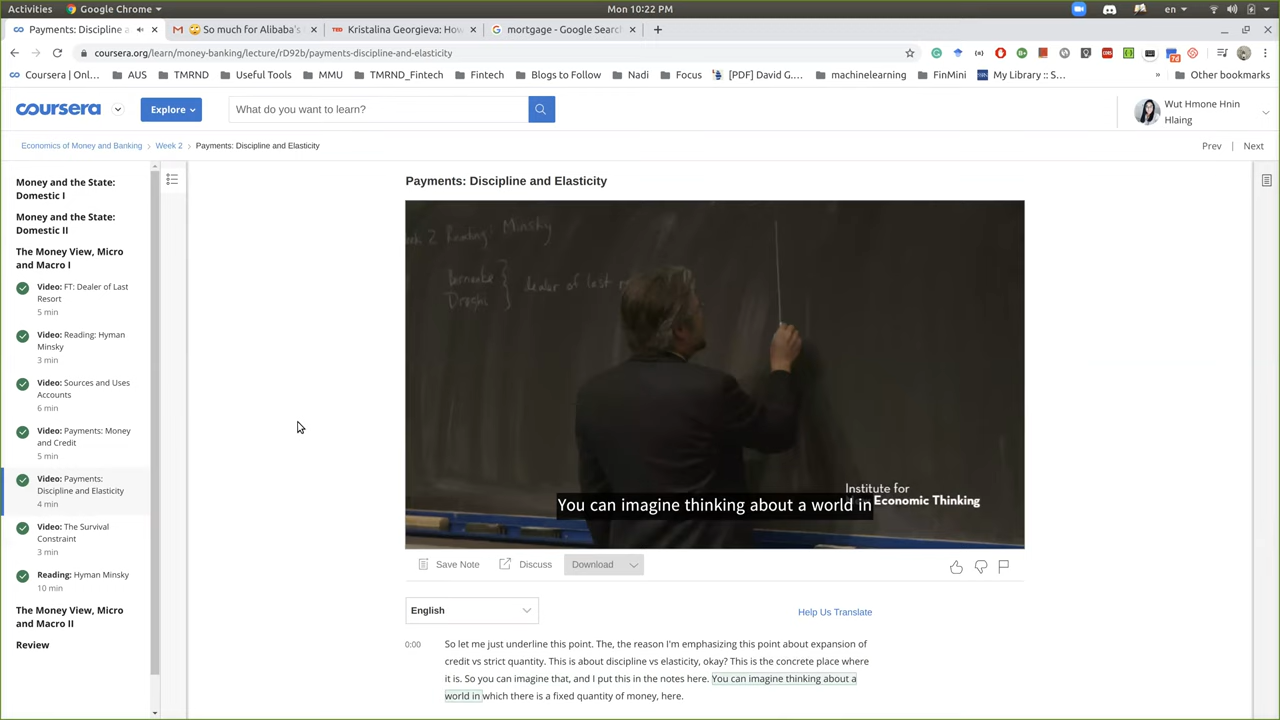 Activities
Google Chrome
Mon 10:22 PM
en
Payments: Discipline a
So much for Alibaba's
Kristalina Georgieva: How
mortgage - Google Search
coursera.org/learn/money-banking/lecture/rD92b/payments-discipline-and-elasticity
Coursera | Onl…
AUS
TMRND
Useful Tools
MMU
TMRND_Fintech
Fintech
Blogs to Follow
Nadi
Focus
[PDF] David G.…
machinelearning
FinMini
My Library :: S…
»
Other bookmarks
coursera
Explore
What do you want to learn?
Wut Hmone Hnin
Hlaing
Economics of Money and Banking
Week 2
Payments: Discipline and Elasticity
Prev | Next
Money and the State:
Domestic I
Money and the State:
Domestic II
The Money View, Micro
and Macro I
Video: FT: Dealer of Last
Resort
5 min
Video: Reading: Hyman
Minsky
3 min
Video: Sources and Uses
Accounts
6 min
Video: Payments: Money
and Credit
5 min
Video: Payments:
Discipline and Elasticity
4 min
Video: The Survival
Constraint
3 min
Reading: Hyman Minsky
10 min
The Money View, Micro
and Macro II
Review
Payments: Discipline and Elasticity
2 Reading: Minsky
Bernanke
Draghi
dealer of last
Institute for
Economic Thinking
You can imagine thinking about a world in
Save Note
Discuss
Download
English
Help Us Translate
0:00
So let me just underline this point. The, the reason I'm emphasizing this point about expansion of
credit vs strict quantity. This is about discipline vs elasticity, okay? This is the concrete place where
it is. So you can imagine that, and I put this in the notes here. You can imagine thinking about a
world in which there is a fixed quantity of money, here.